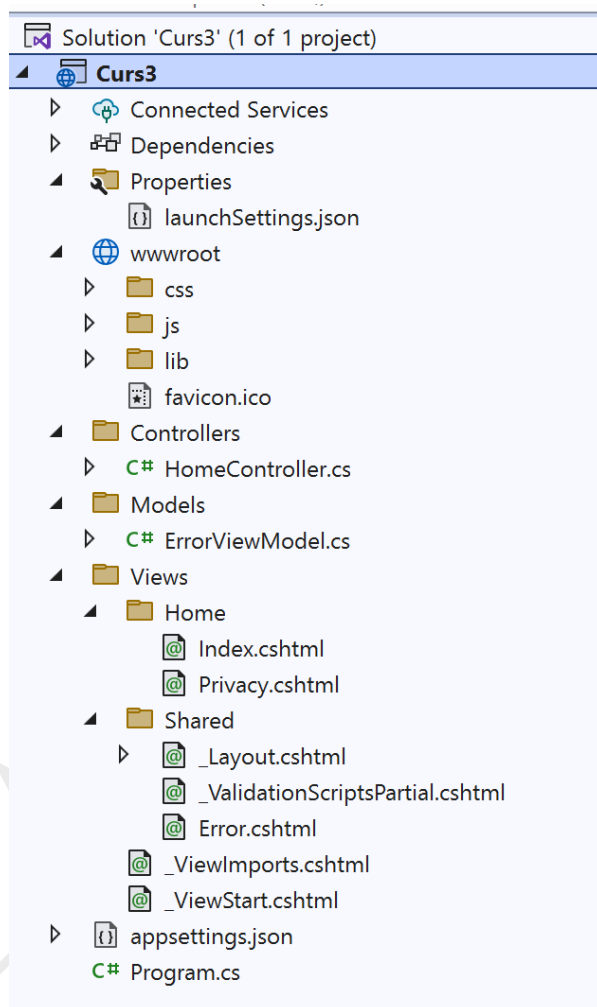 Solution 'Curs3' (1 of 1 project)
Curs3
Connected Services
Dependencies
Properties
launchSettings.json
wwwroot
css
js
lib
favicon.ico
Controllers
C# HomeController.cs
Models
C# ErrorViewModel.cs
Views
Home
Index.cshtml
Privacy.cshtml
Shared
_Layout.cshtml
_ValidationScriptsPartial.cshtml
Error.cshtml
_ViewImports.cshtml
_ViewStart.cshtml
appsettings.json
C# Program.cs